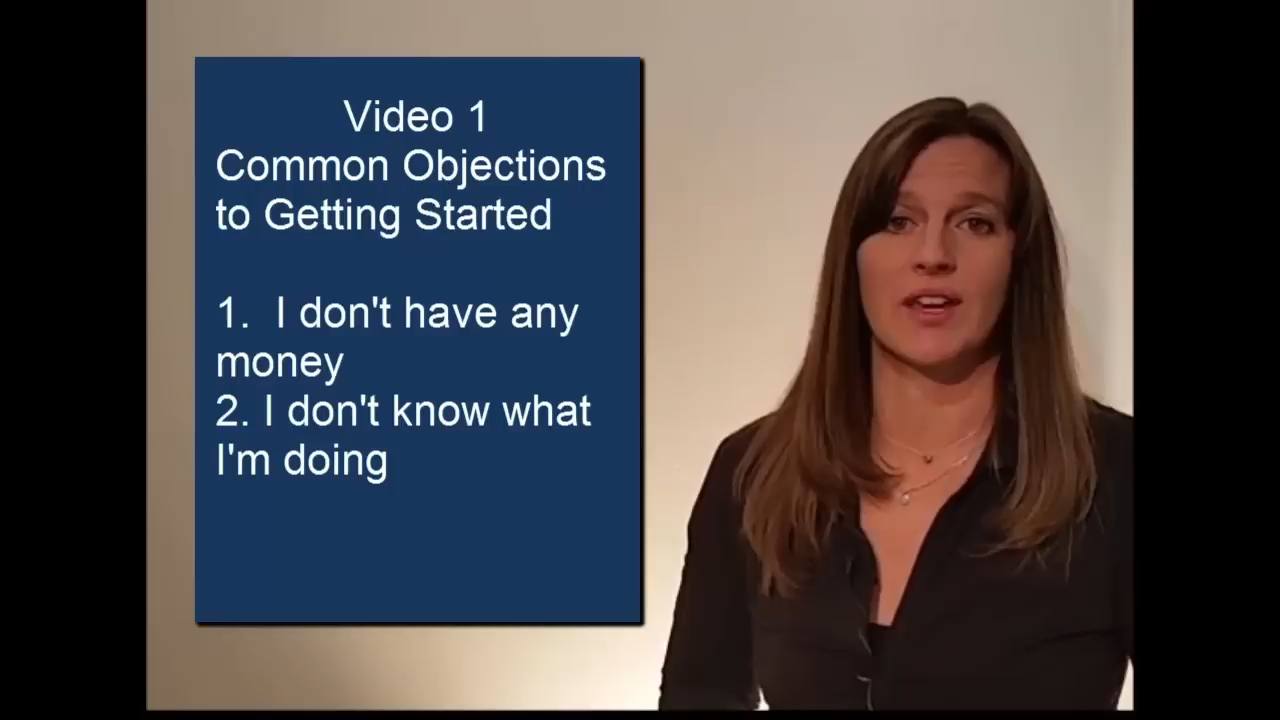 Video 1
Common Objections
to Getting Started
1. I don't have any
money
2. I don't know what
I'm doing